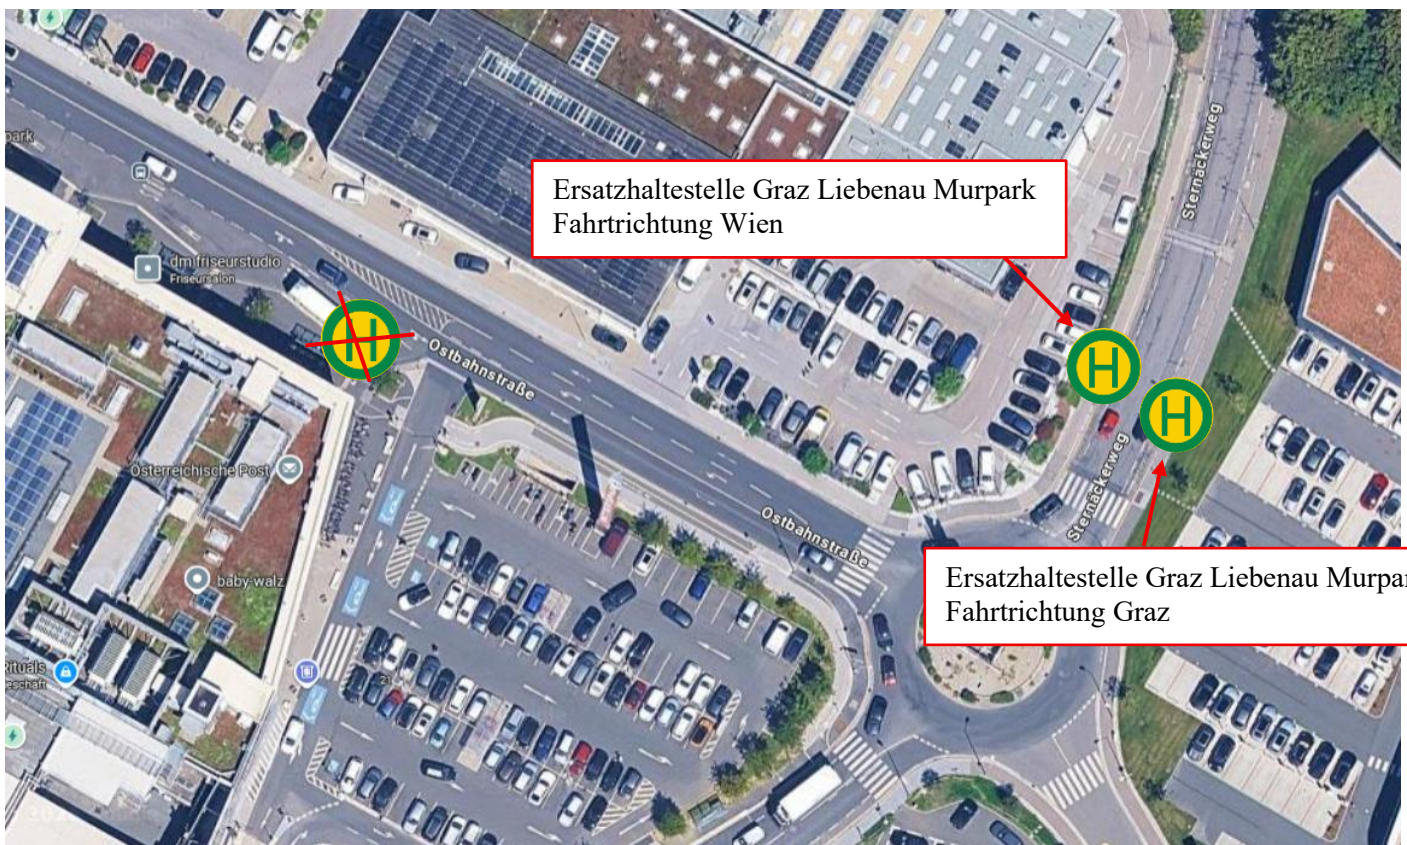 park
Sternäckerweg
Ersatzhaltestelle Graz Liebenau Murpark
Fahrtrichtung Wien
dm friseurstudio
Friseursalon
H
H
H
Ostbahnstraße
Österreichische Post
Sternäckerweg
Ostbahnstraße
Ersatzhaltestelle Graz Liebenau Murpar
Fahrtrichtung Graz
baby-walz
Rituals
eschäft